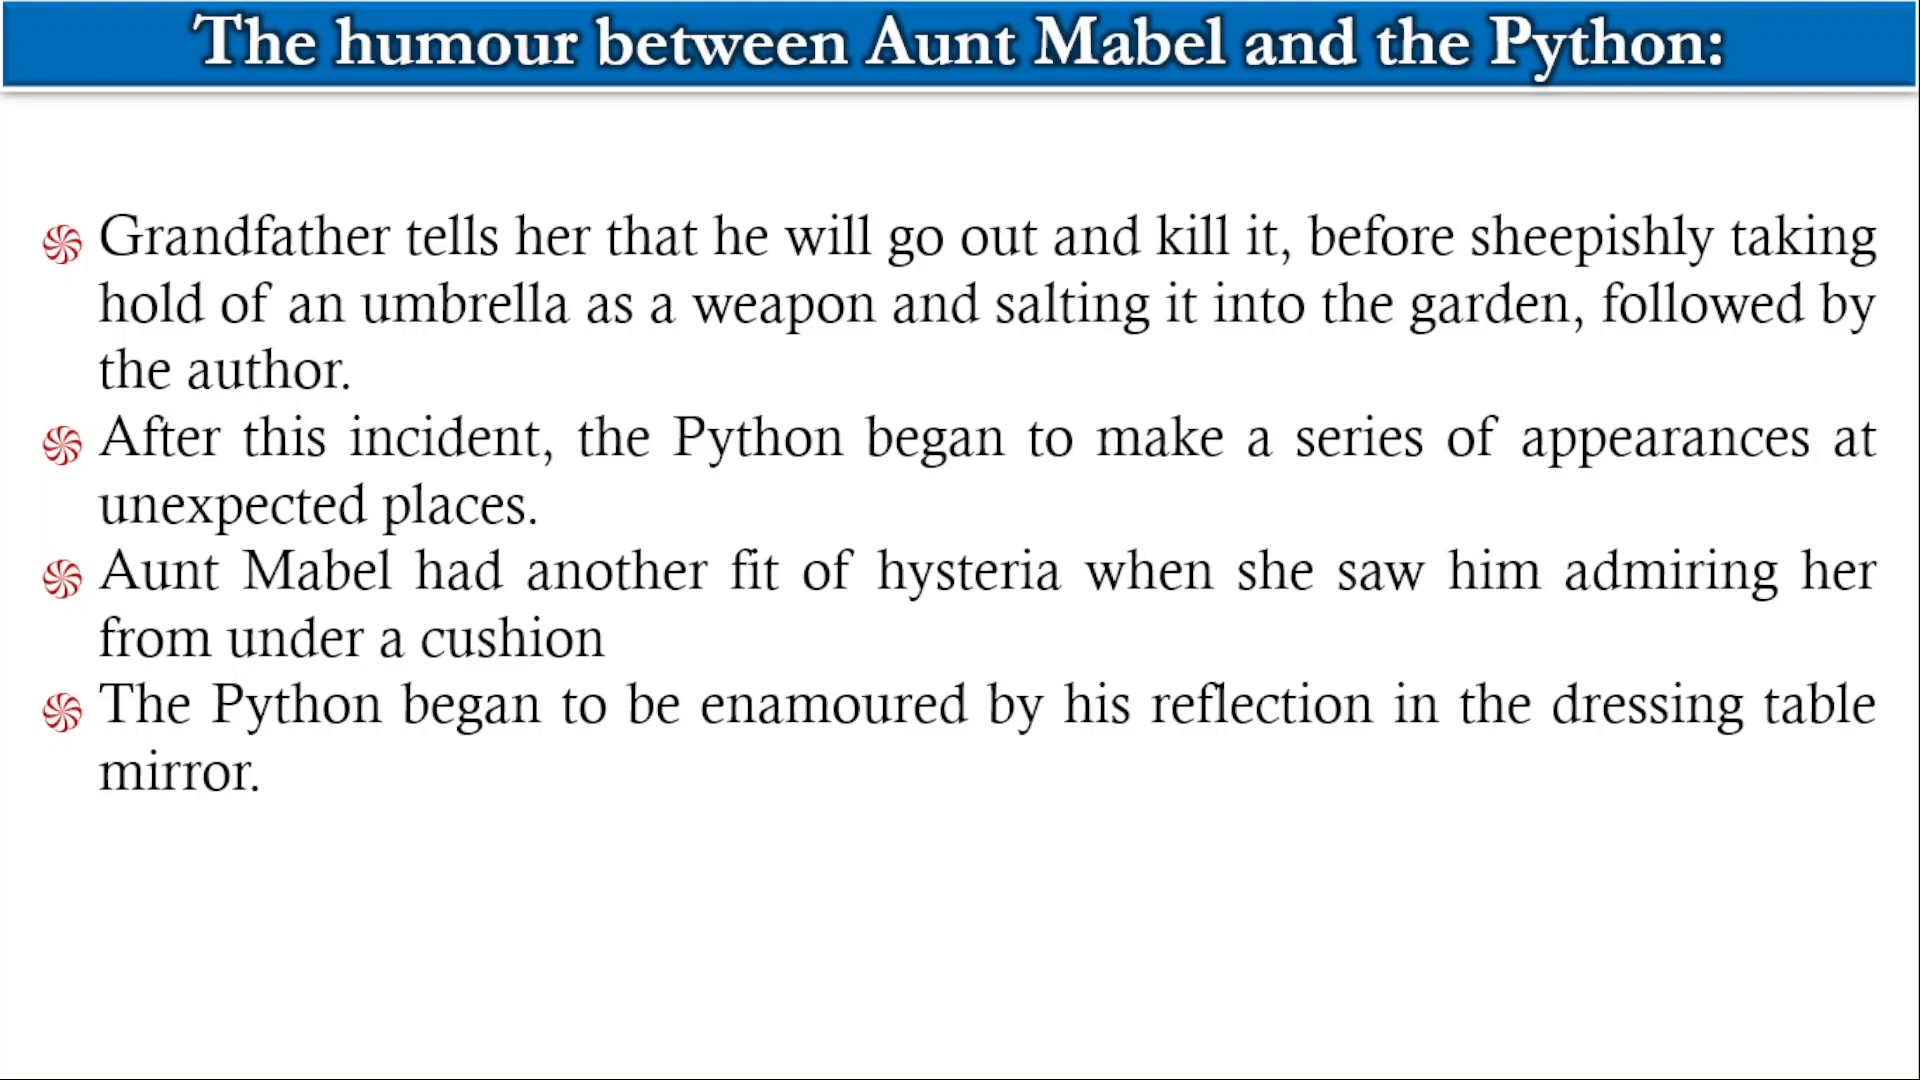 The humour between Aunt Mabel and the Python:
Grandfather tells her that he will go out and kill it, before sheepishly taking
hold of an umbrella as a weapon and salting it into the garden, followed by
the author.
After this incident, the Python began to make a series of appearances at
unexpected places.
Aunt Mabel had another fit of hysteria when she saw him admiring her
from under a cushion
The Python began to be enamoured by his reflection in the dressing table
mirror.